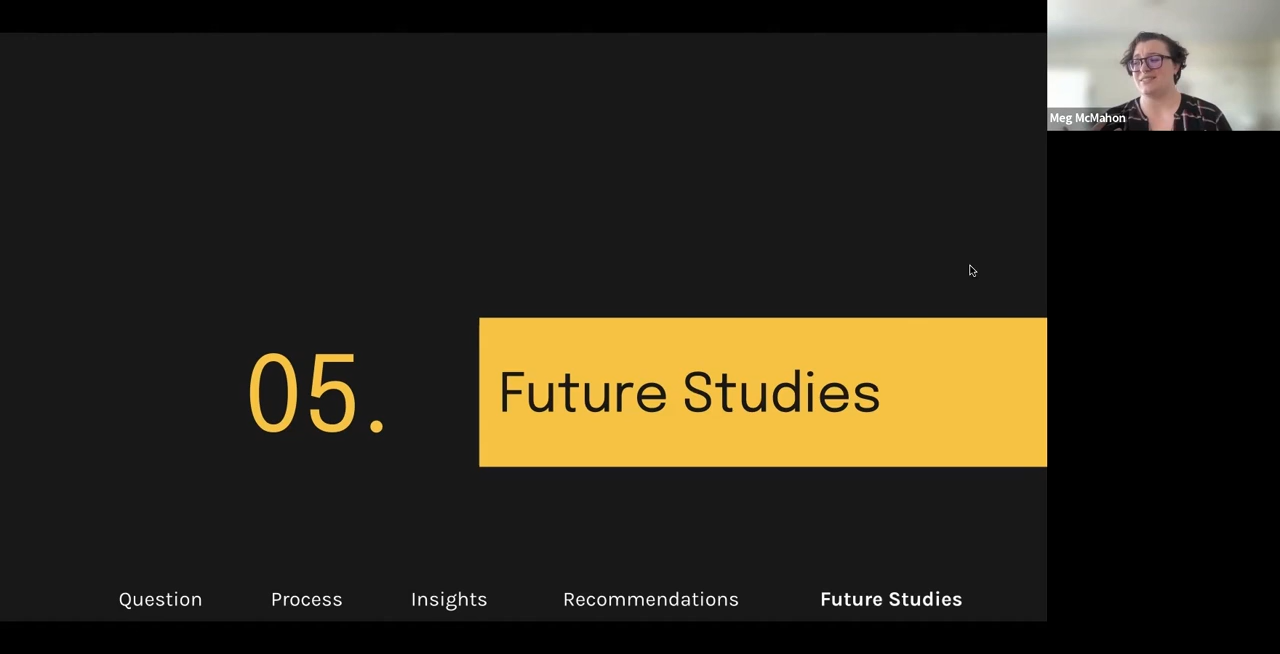 Meg McMahon
05.
Future Studies
Question Process Insights Recommendations Future Studies